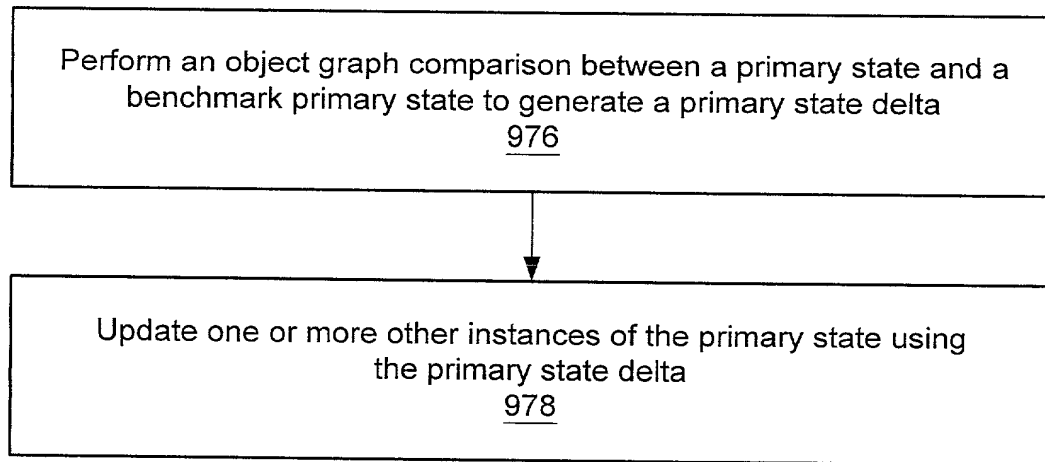 Perform an object graph comparison between a primary state and a
benchmark primary state to generate a primary state delta
976
Update one or more other instances of the primary state using
the primary state delta
978